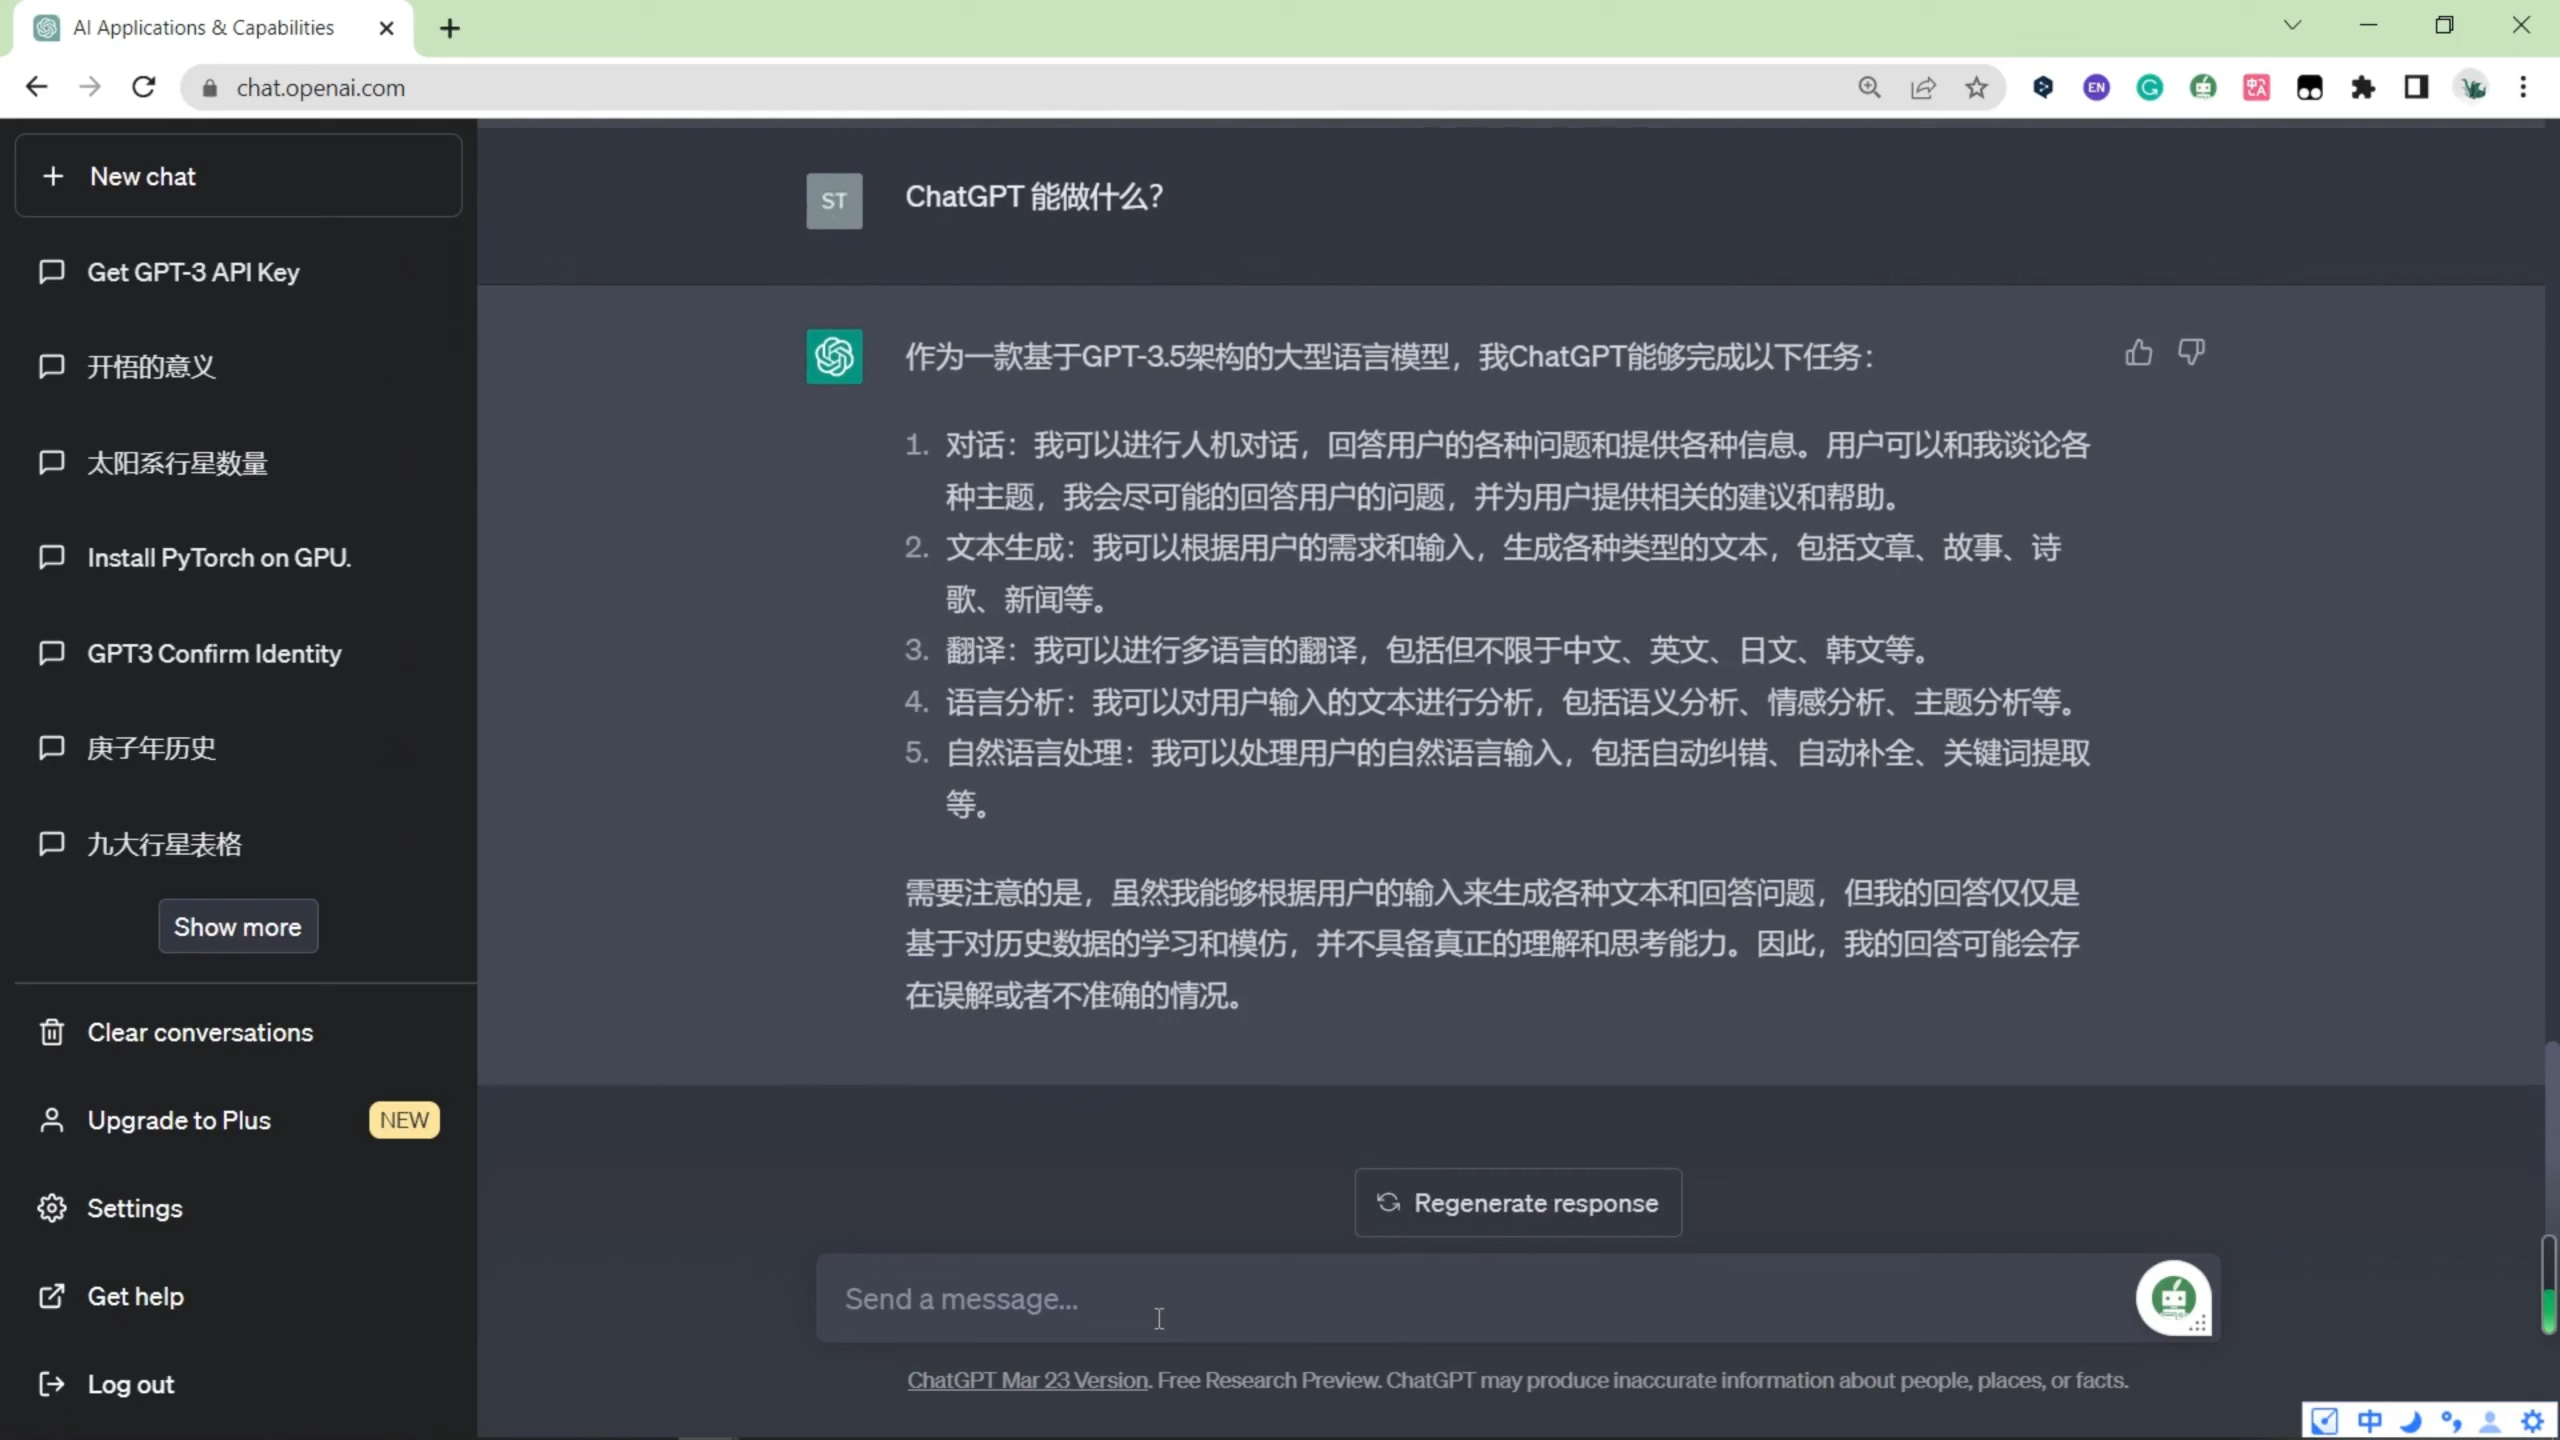 AI Applications & Capabilities
chat.openai.com
EN
New chat
Get GPT-3 API Key
开悟的意义
太阳系行星数量
Install PyTorch on GPU.
GPT3 Confirm Identity
庚子年历史
九大行星表格
Show more
Clear conversations
Upgrade to Plus
NEW
Settings
Get help
Log out
ST
ChatGPT 能做什么?
作为一款基于GPT-3.5架构的大型语言模型，我ChatGPT能够完成以下任务：
1. 对话：我可以进行人机对话，回答用户的各种问题和提供各种信息。用户可以和我谈论各
种主题，我会尽可能的回答用户的问题，并为用户提供相关的建议和帮助。
2. 文本生成：我可以根据用户的需求和输入，生成各种类型的文本，包括文章、故事、诗
歌、新闻等。
3. 翻译：我可以进行多语言的翻译，包括但不限于中文、英文、日文、韩文等。
4. 语言分析：我可以对用户输入的文本进行分析，包括语义分析、情感分析、主题分析等。
5. 自然语言处理：我可以处理用户的自然语言输入，包括自动纠错、自动补全、关键词提取
等。
需要注意的是，虽然我能够根据用户的输入来生成各种文本和回答问题，但我的回答仅仅是
基于对历史数据的学习和模仿，并不具备真正的理解和思考能力。因此，我的回答可能会存
在误解或者不准确的情况。
Regenerate response
Send a message...
ChatGPT Mar 23 Version. Free Research Preview. ChatGPT may produce inaccurate information about people, places, or facts.
中